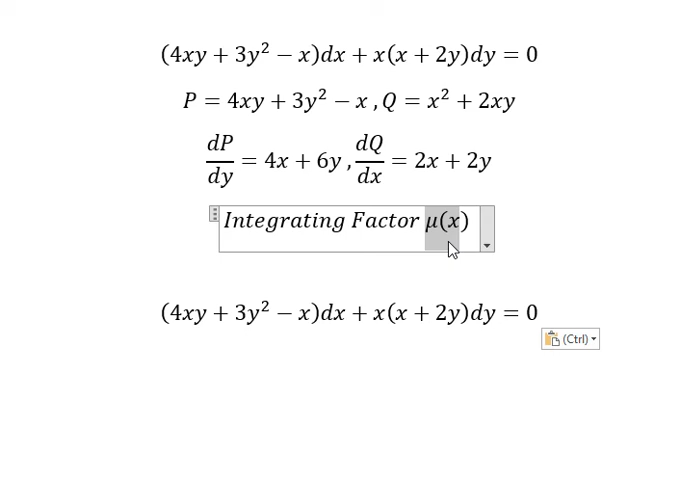 (4xy + 3y² − x)dx + x(x + 2y)dy = 0
P = 4xy + 3y² − x , Q = x² + 2xy
dP/dy = 4x + 6y , dQ/dx = 2x + 2y
Integrating Factor μ(x)
(4xy + 3y² − x)dx + x(x + 2y)dy = 0
(Ctrl)